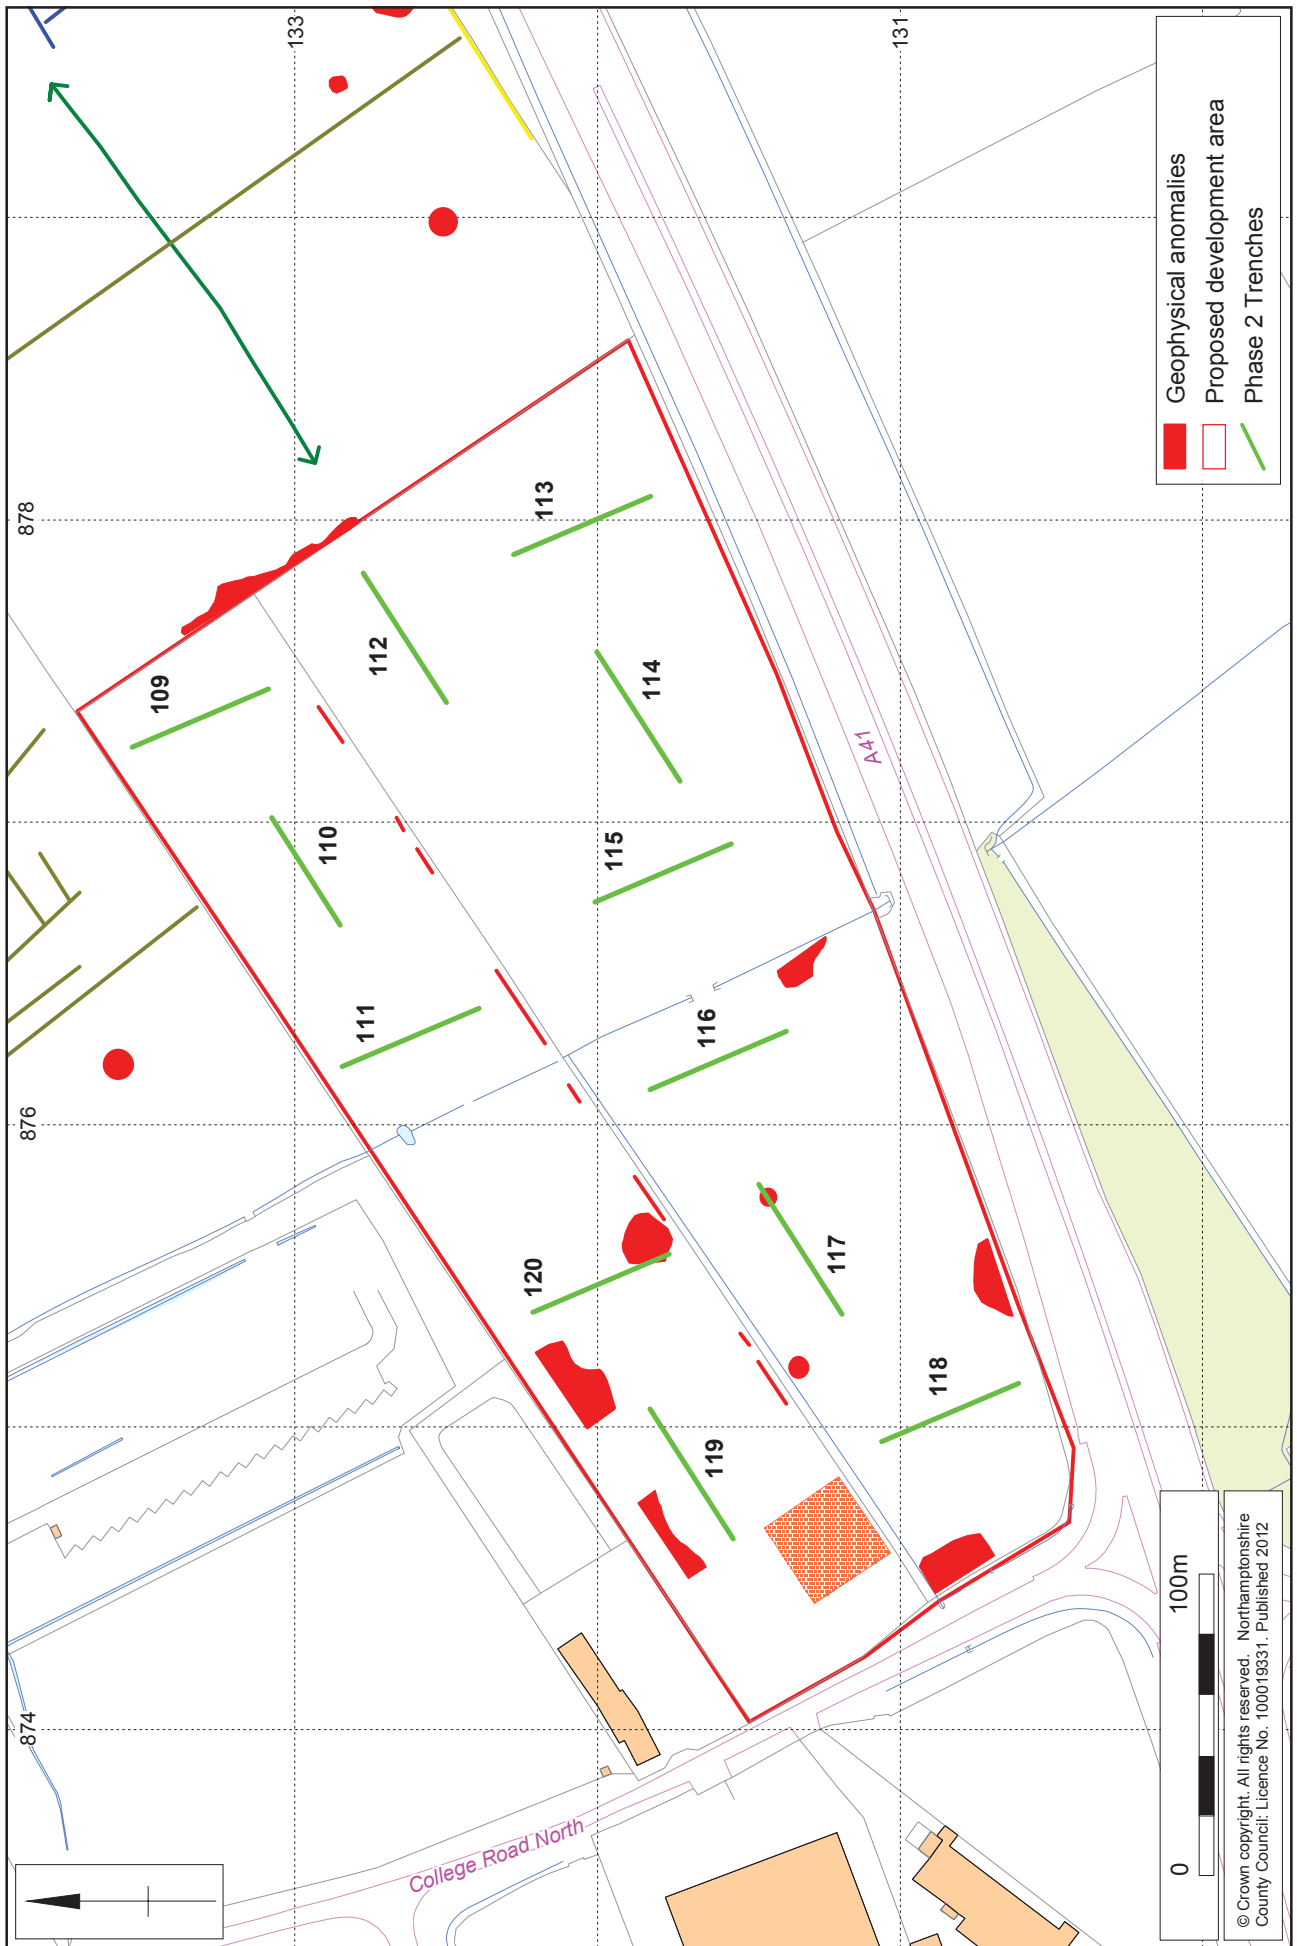 133
131
878
876
874
109
110
111
112
113
114
115
116
117
118
119
120
A41
College Road North
Geophysical anomalies
Proposed development area
Phase 2 Trenches
0 100m
© Crown copyright. All rights reserved. Northamptonshire
County Council: Licence No. 100019331. Published 2012